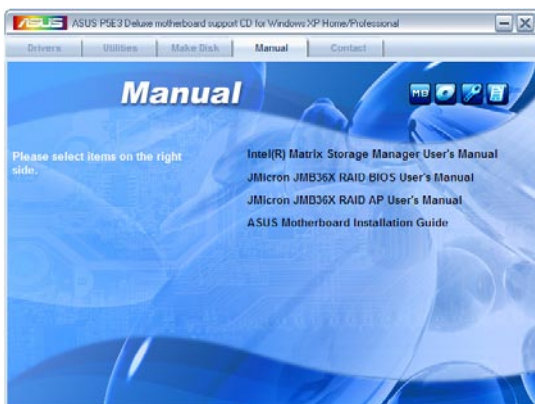 ASUS ASUS P5E3 Deluxe motherboard support CD for Windows XP Home/Professional
Drivers Utilities Make Disk Manual Contact
Manual
MB
Please select items on the right
side.
Intel(R) Matrix Storage Manager User's Manual
JMicron JMB36X RAID BIOS User's Manual
JMicron JMB36X RAID AP User's Manual
ASUS Motherboard Installation Guide